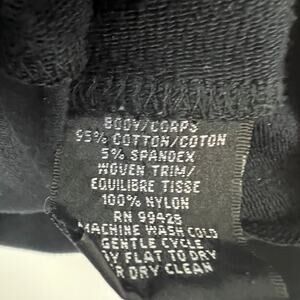 BODY/CORPS
95% COTTON/COTON
5% SPANDEX
WOVEN TRIM/
EQUILIBRE TISSE
100% NYLON
RN 99429
MACHINE WASH COLD
GENTLE CYCLE
FLAT TO DRY
DRY CLEAN